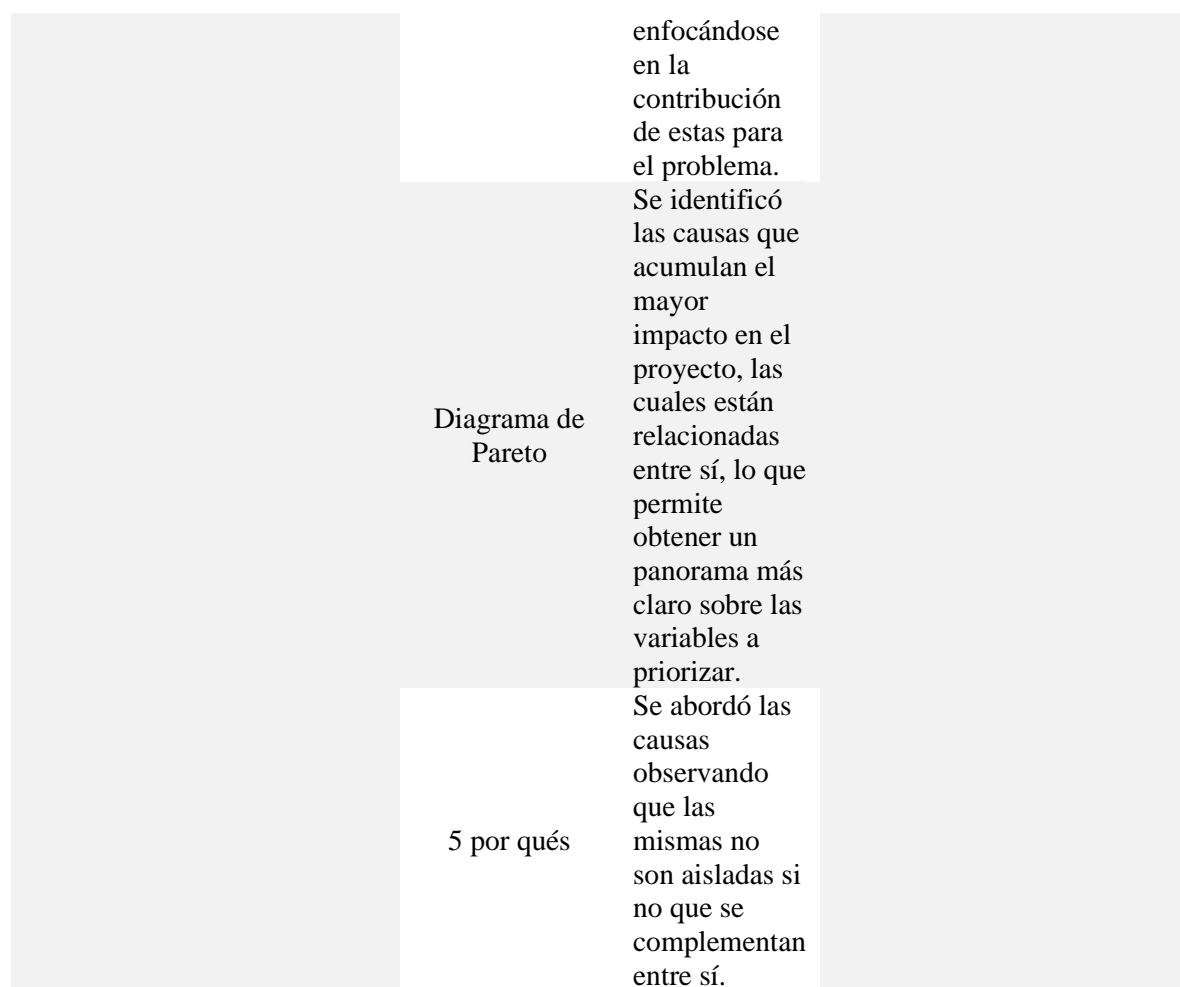 enfocándose
en la
contribución
de estas para
el problema.
Diagrama de
Pareto
Se identificó
las causas que
acumulan el
mayor
impacto en el
proyecto, las
cuales están
relacionadas
entre sí, lo que
permite
obtener un
panorama más
claro sobre las
variables a
priorizar.
5 por qués
Se abordó las
causas
observando
que las
mismas no
son aisladas si
no que se
complementan
entre sí.